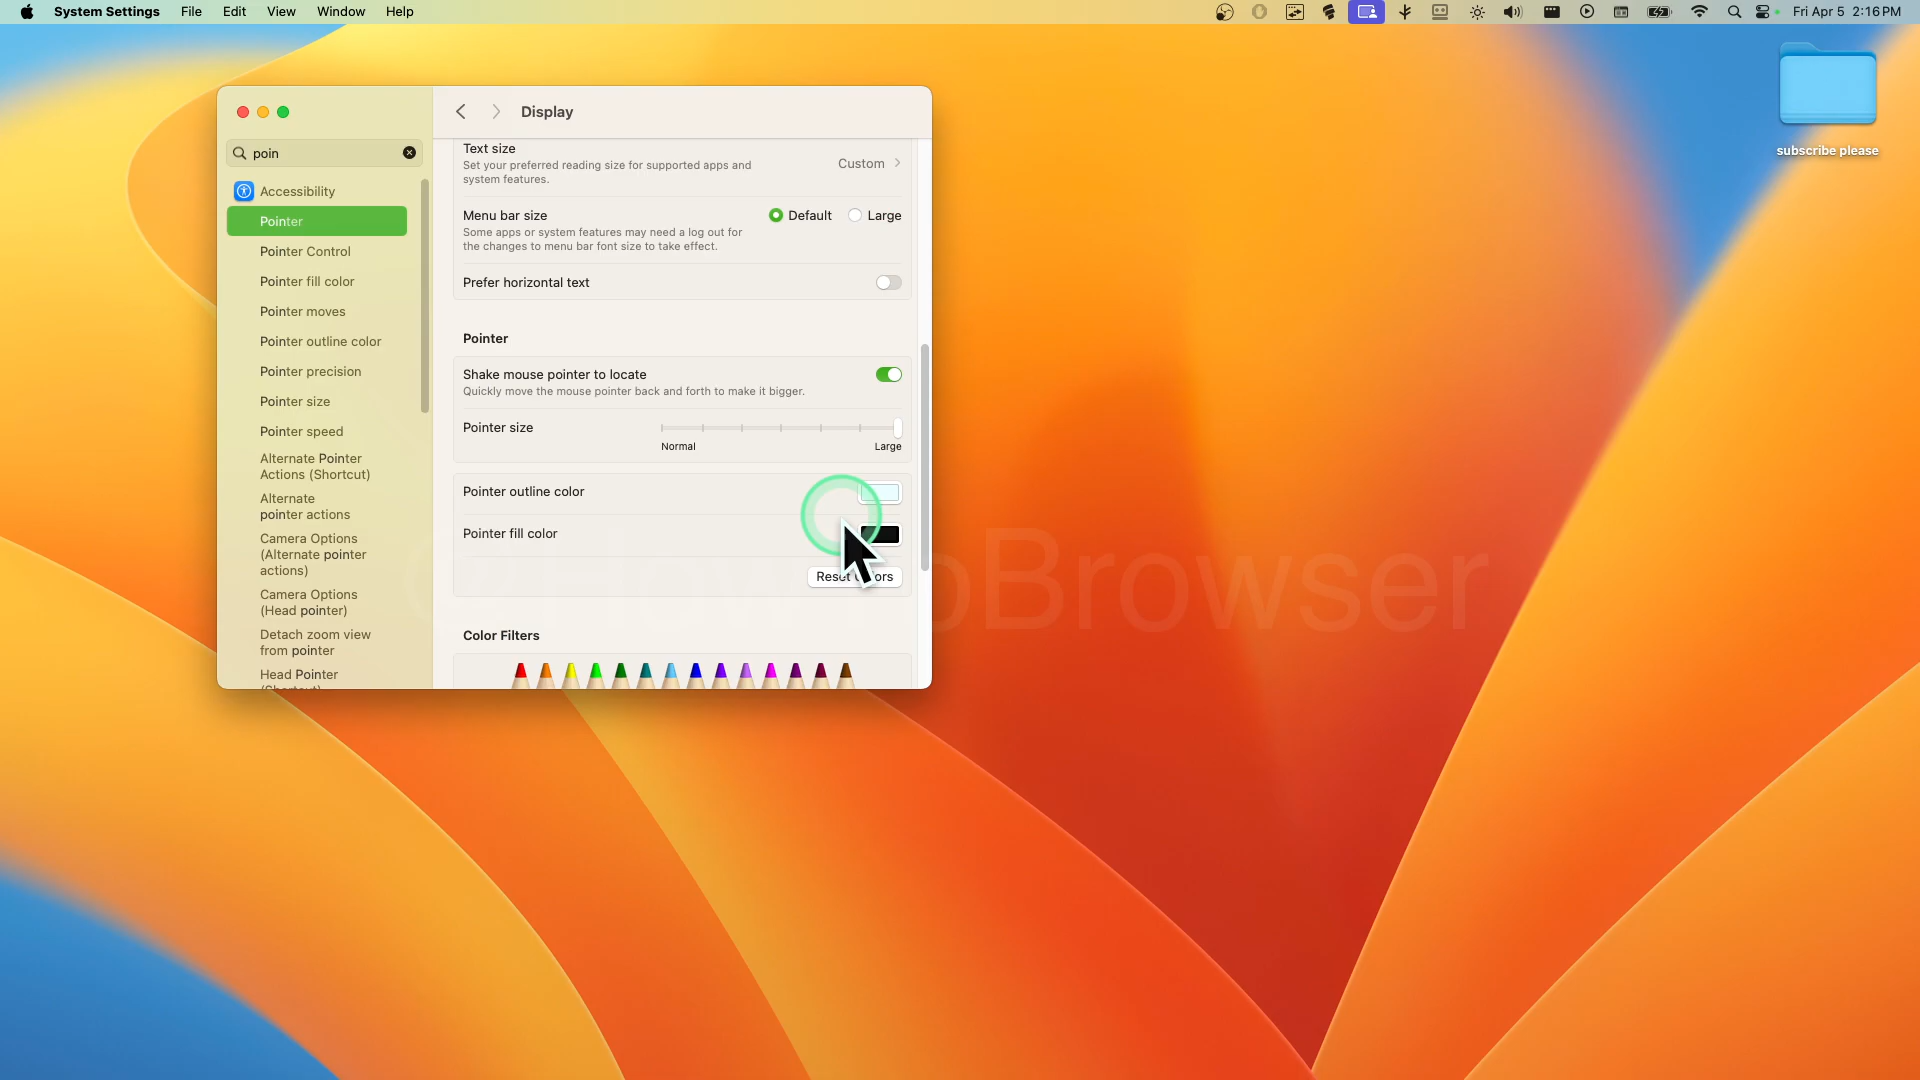 System Settings File Edit View Window Help
Fri Apr 5 2:16 PM
subscribe please
poin
Accessibility
Pointer
Pointer Control
Pointer fill color
Pointer moves
Pointer outline color
Pointer precision
Pointer size
Pointer speed
Alternate Pointer
Actions (Shortcut)
Alternate
pointer actions
Camera Options
(Alternate pointer
actions)
Camera Options
(Head pointer)
Detach zoom view
from pointer
Head Pointer
(Shortcut)
Display
Text size
Set your preferred reading size for supported apps and
system features.
Custom
Menu bar size
Some apps or system features may need a log out for
the changes to menu bar font size to take effect.
Default Large
Prefer horizontal text
Pointer
Shake mouse pointer to locate
Quickly move the mouse pointer back and forth to make it bigger.
Pointer size
Normal Large
Pointer outline color
Pointer fill color
Reset
Color Filters